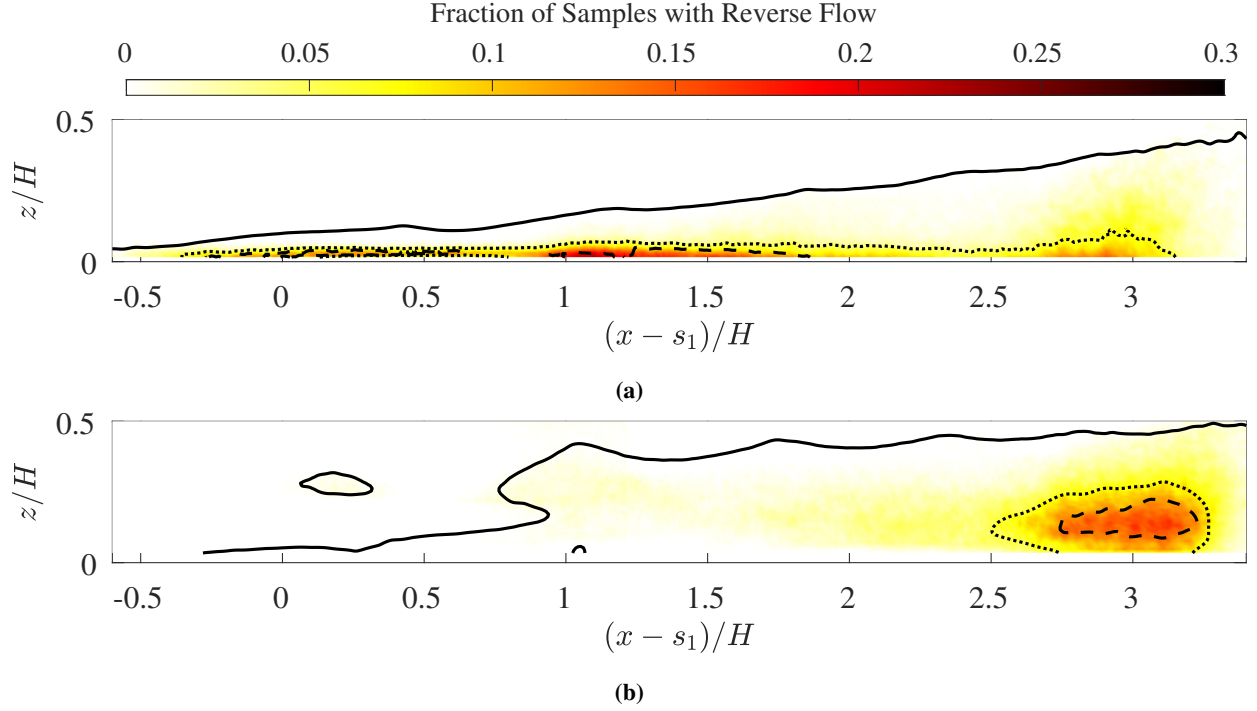 Fraction of Samples with Reverse Flow
0 0.05 0.1 0.15 0.2 0.25 0.3
0.5
z/H
0
-0.5 0 0.5 1 1.5 2 2.5 3
(x − s₁)/H
(a)
0.5
z/H
0
-0.5 0 0.5 1 1.5 2 2.5 3
(x − s₁)/H
(b)